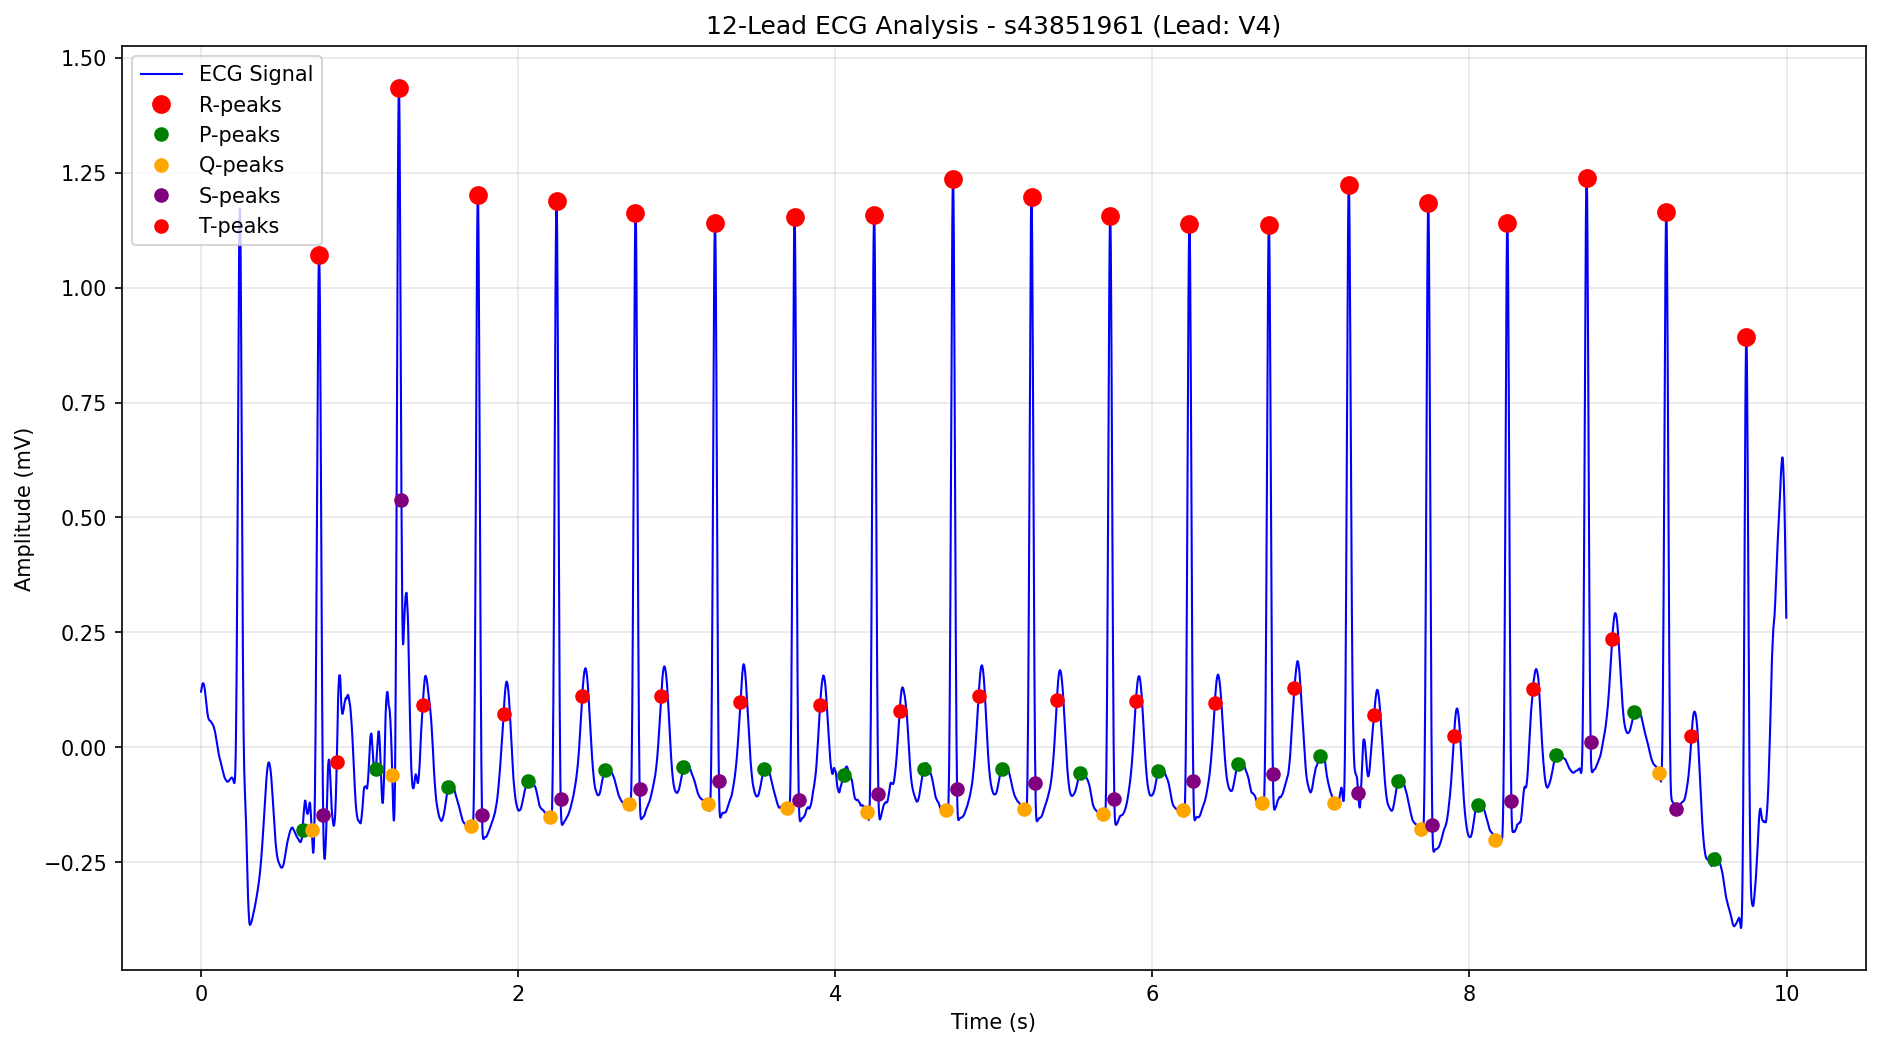 12-Lead ECG Analysis - s43851961 (Lead: V4)
ECG Signal
R-peaks
P-peaks
Q-peaks
S-peaks
T-peaks
1.50
1.25
1.00
0.75
0.50
0.25
0.00
−0.25
Amplitude (mV)
0 2 4 6 8 10
Time (s)